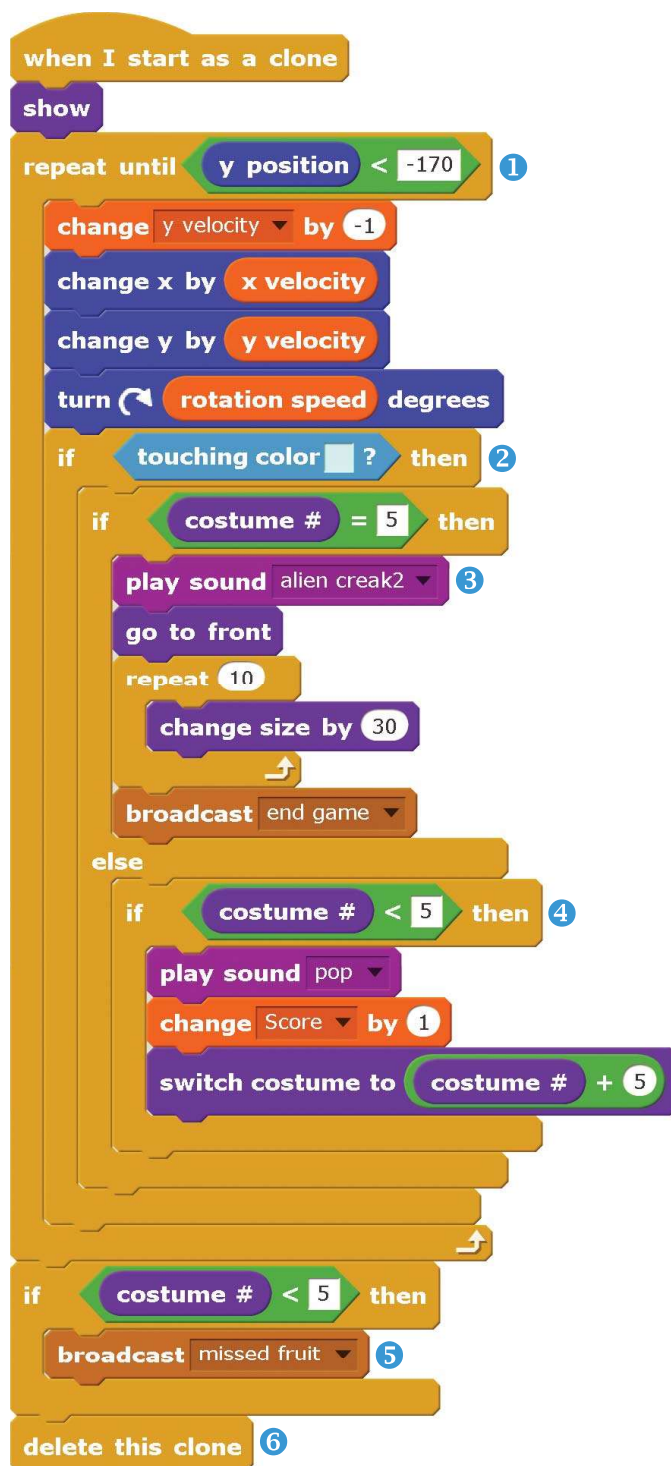 when I start as a clone
show
repeat until y position < -170 1
change y velocity by -1
change x by x velocity
change y by y velocity
turn rotation speed degrees
if touching color ? then 2
if costume # = 5 then
play sound alien creak2 3
go to front
repeat 10
change size by 30
broadcast end game
else
if costume # < 5 then 4
play sound pop
change Score by 1
switch costume to costume # + 5
if costume # < 5 then
broadcast missed fruit 5
delete this clone 6